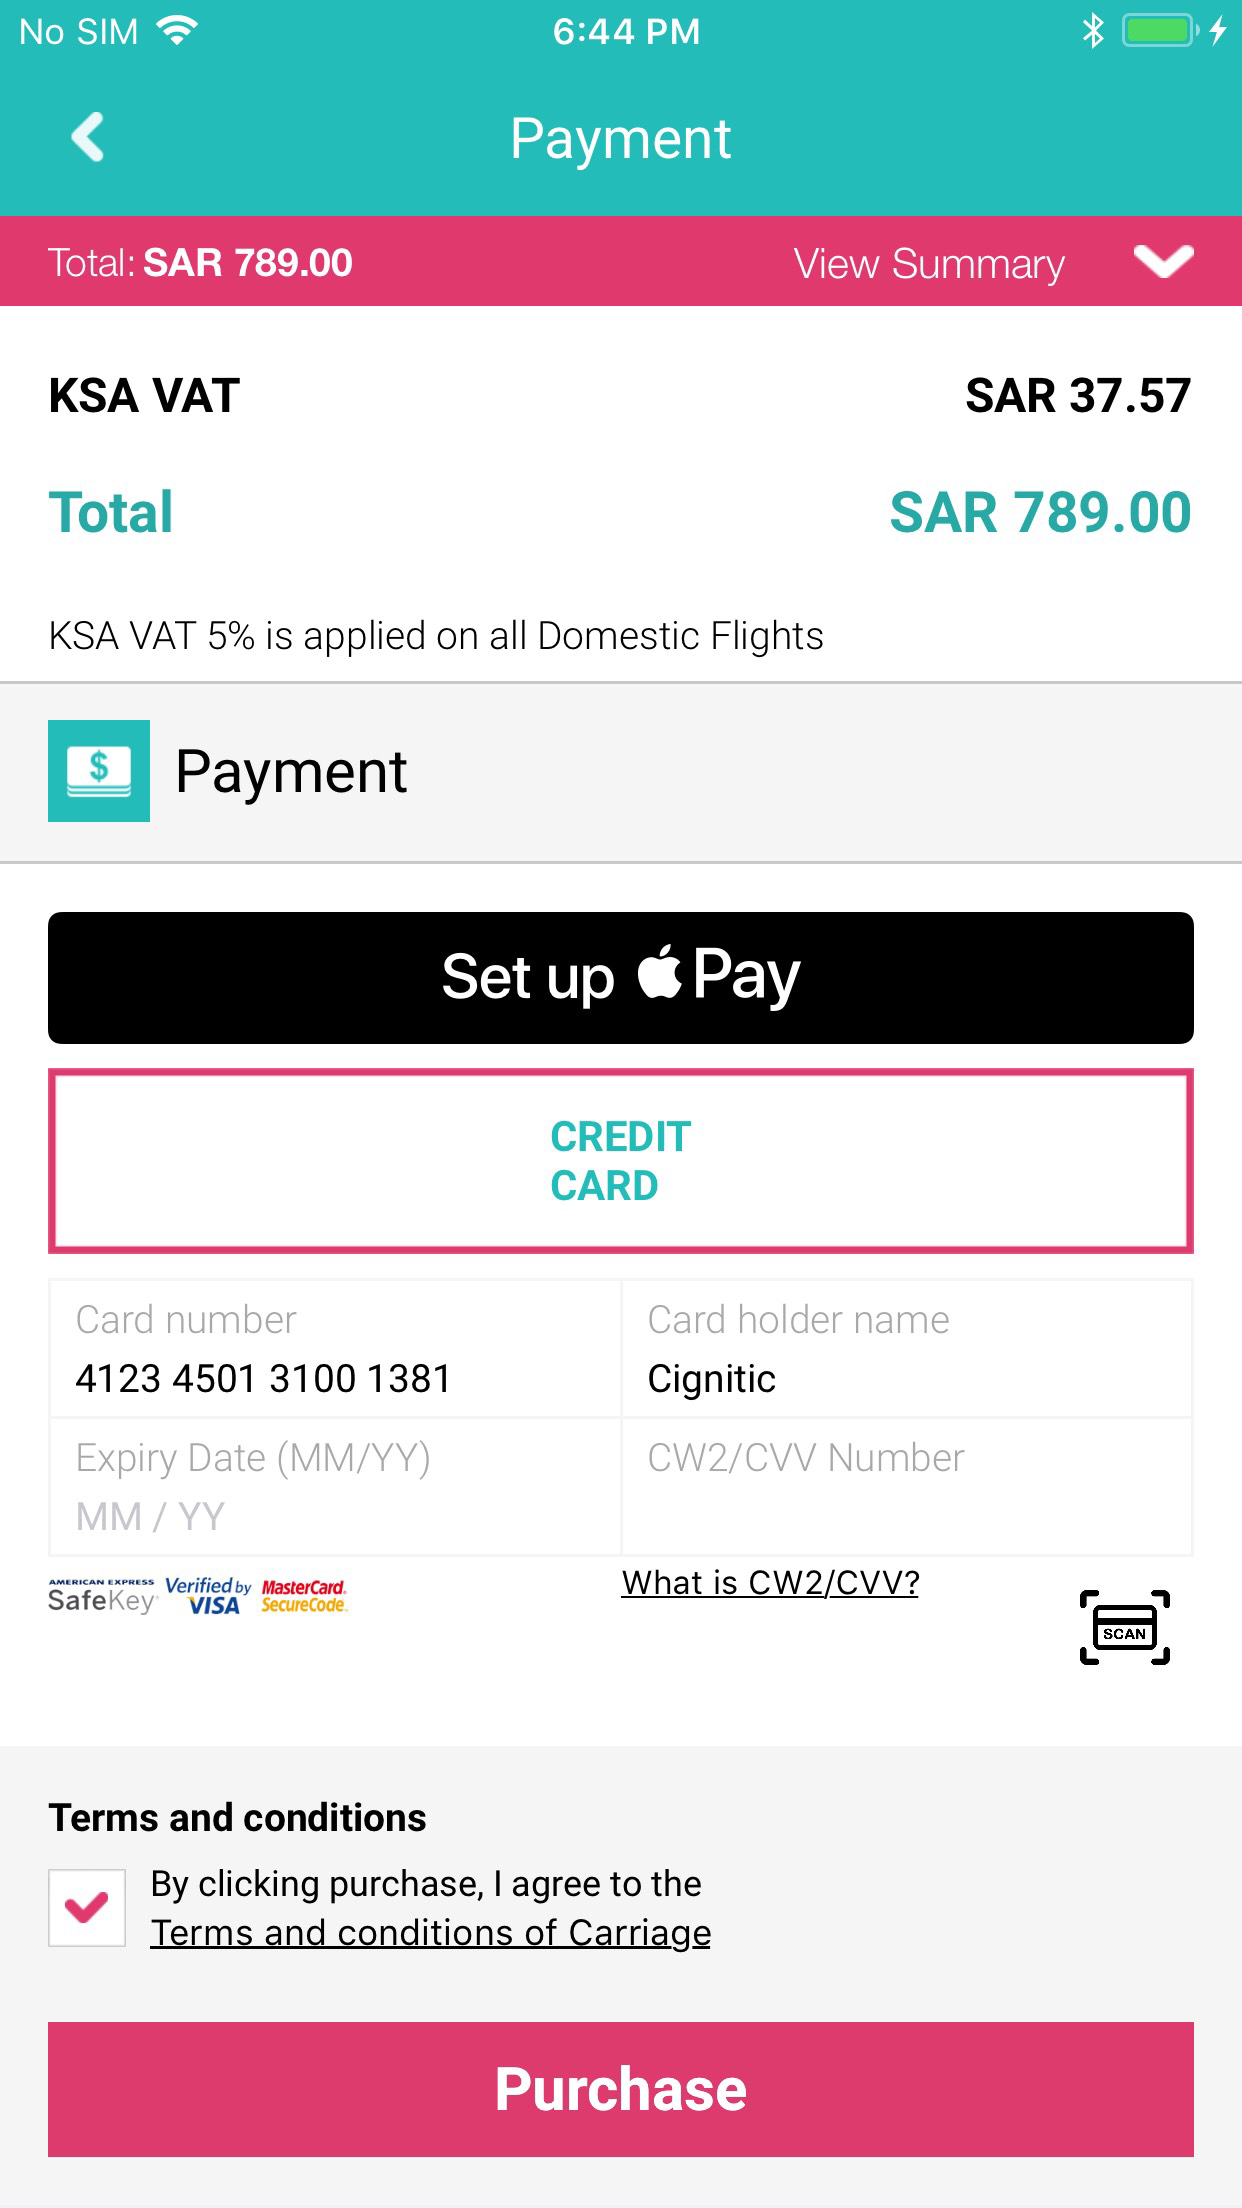 No SIM 6:44 PM
Payment
Total: SAR 789.00 View Summary
KSA VAT SAR 37.57
Total SAR 789.00
KSA VAT 5% is applied on all Domestic Flights
$ Payment
Set up Pay
CREDIT
CARD
Card number Card holder name
4123 4501 3100 1381 Cignitic
Expiry Date (MM/YY) CW2/CVV Number
MM / YY
AMERICAN EXPRESS SafeKey Verified by VISA MasterCard. SecureCode. What is CW2/CVV?
SCAN
Terms and conditions
By clicking purchase, I agree to the
Terms and conditions of Carriage
Purchase